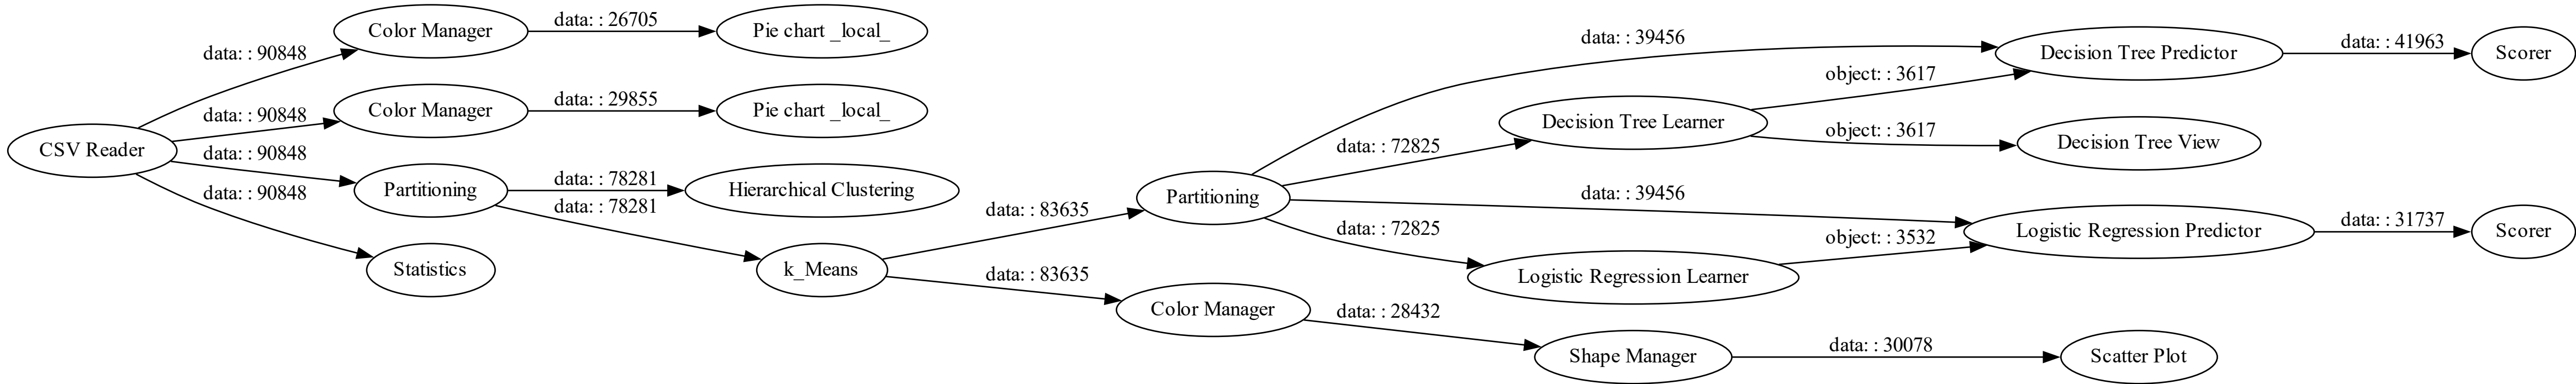 CSV Reader
data: : 90848
data: : 90848
data: : 90848
data: : 90848
Color Manager
data: : 26705
Pie chart _local_
Color Manager
data: : 29855
Pie chart _local_
Partitioning
data: : 78281
data: : 78281
Hierarchical Clustering
Statistics
k_Means
data: : 83635
data: : 83635
Partitioning
data: : 39456
data: : 72825
data: : 39456
data: : 72825
Color Manager
data: : 28432
Decision Tree Learner
object: : 3617
object: : 3617
Logistic Regression Learner
object: : 3532
Shape Manager
data: : 30078
Decision Tree Predictor
data: : 41963
Scorer
Decision Tree View
Logistic Regression Predictor
data: : 31737
Scorer
Scatter Plot